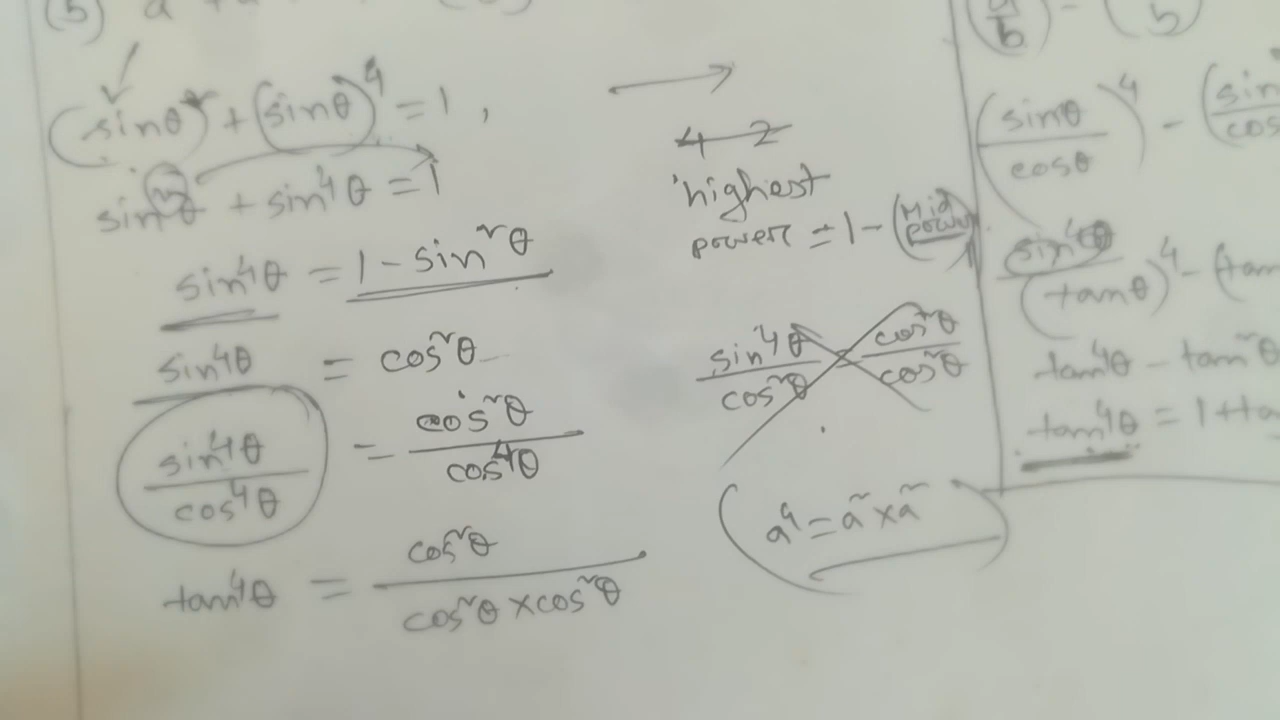 (sinθ)² + (sinθ)⁴ = 1 ,
sin²θ + sin⁴θ = 1
sin⁴θ = 1 - sin²θ
sin⁴θ = cos²θ
sin⁴θ/cos⁴θ = cos²θ/cos⁴θ
tan⁴θ = cos²θ/cos²θ × cos²θ
→
4 2
highest
power = 1 - (Mid power)
sin⁴θ/cos²θ = cos²θ/cos²θ
(a⁴ = a² × a²)
(sinθ/cosθ)⁴ -
(tanθ)⁴ - (tan
tan⁴θ - tan²θ
tan⁴θ = 1 + ta